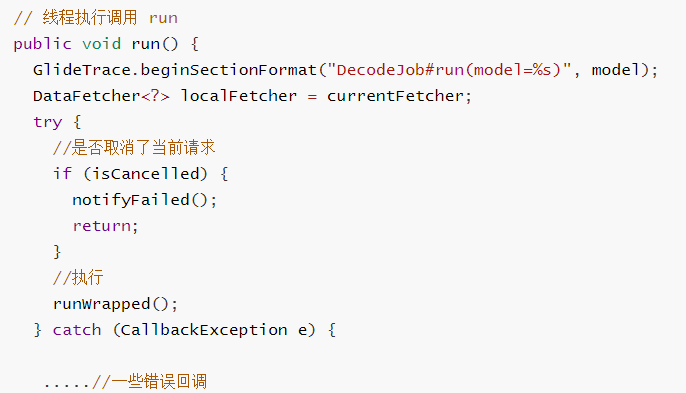 // 线程执行调用 run
public void run() {
  GlideTrace.beginSectionFormat("DecodeJob#run(model=%s)", model);
  DataFetcher<?> localFetcher = currentFetcher;
  try {
    //是否取消了当前请求
    if (isCancelled) {
      notifyFailed();
      return;
    }
    //执行
    runWrapped();
  } catch (CallbackException e) {
   .....//一些错误回调